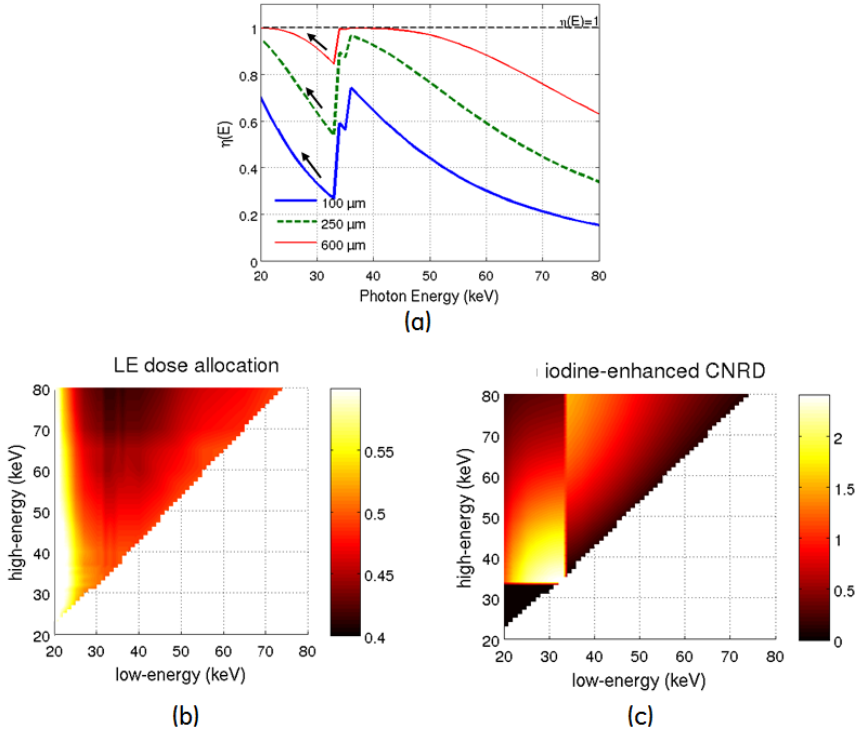 η(E)=1
1
0.8
0.6
0.4
0.2
0
η(E)
100 μm
250 μm
600 μm
20 30 40 50 60 70 80
Photon Energy (keV)
(a)
LE dose allocation
80
70
60
50
40
30
20
high-energy (keV)
20 30 40 50 60 70 80
low-energy (keV)
0.55
0.5
0.45
0.4
(b)
iodine-enhanced CNRD
80
70
60
50
40
30
20
high-energy (keV)
20 30 40 50 60 70 80
low-energy (keV)
2
1.5
1
0.5
0
(c)